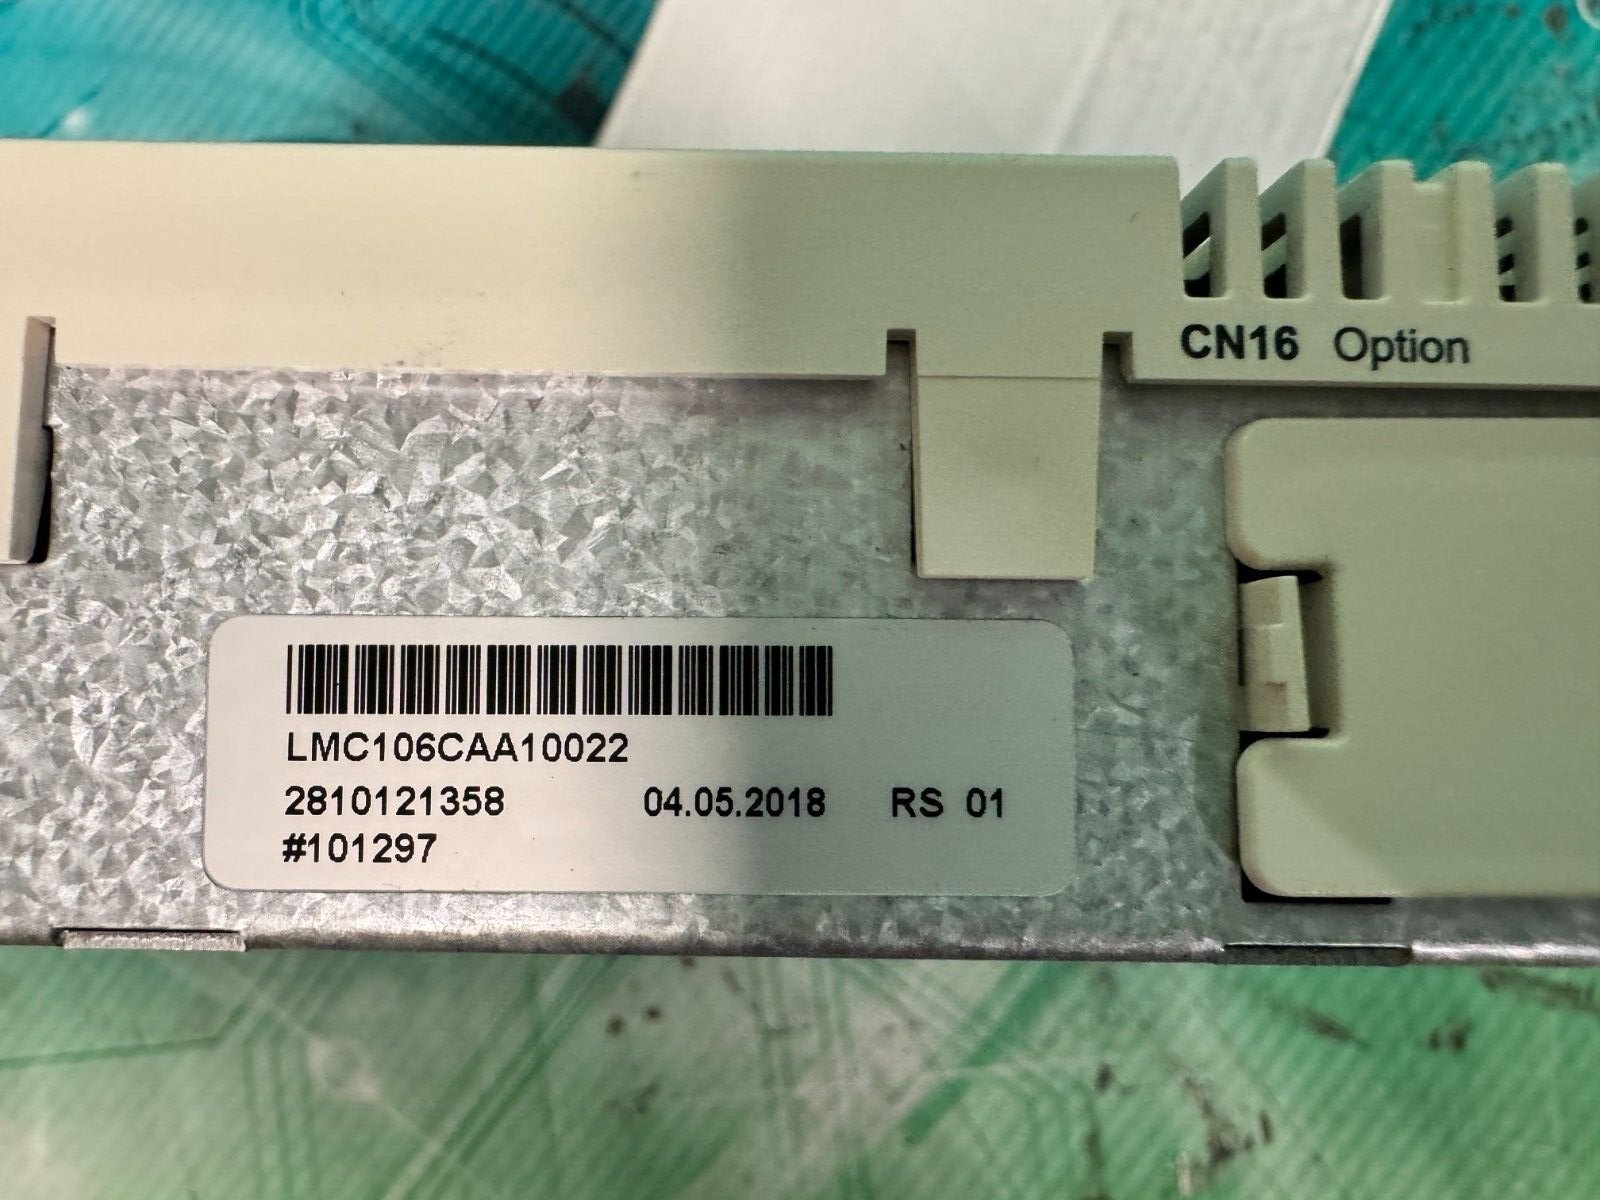 CN16 Option
LMC106CAA10022
2810121358 04.05.2018 RS 01
#101297